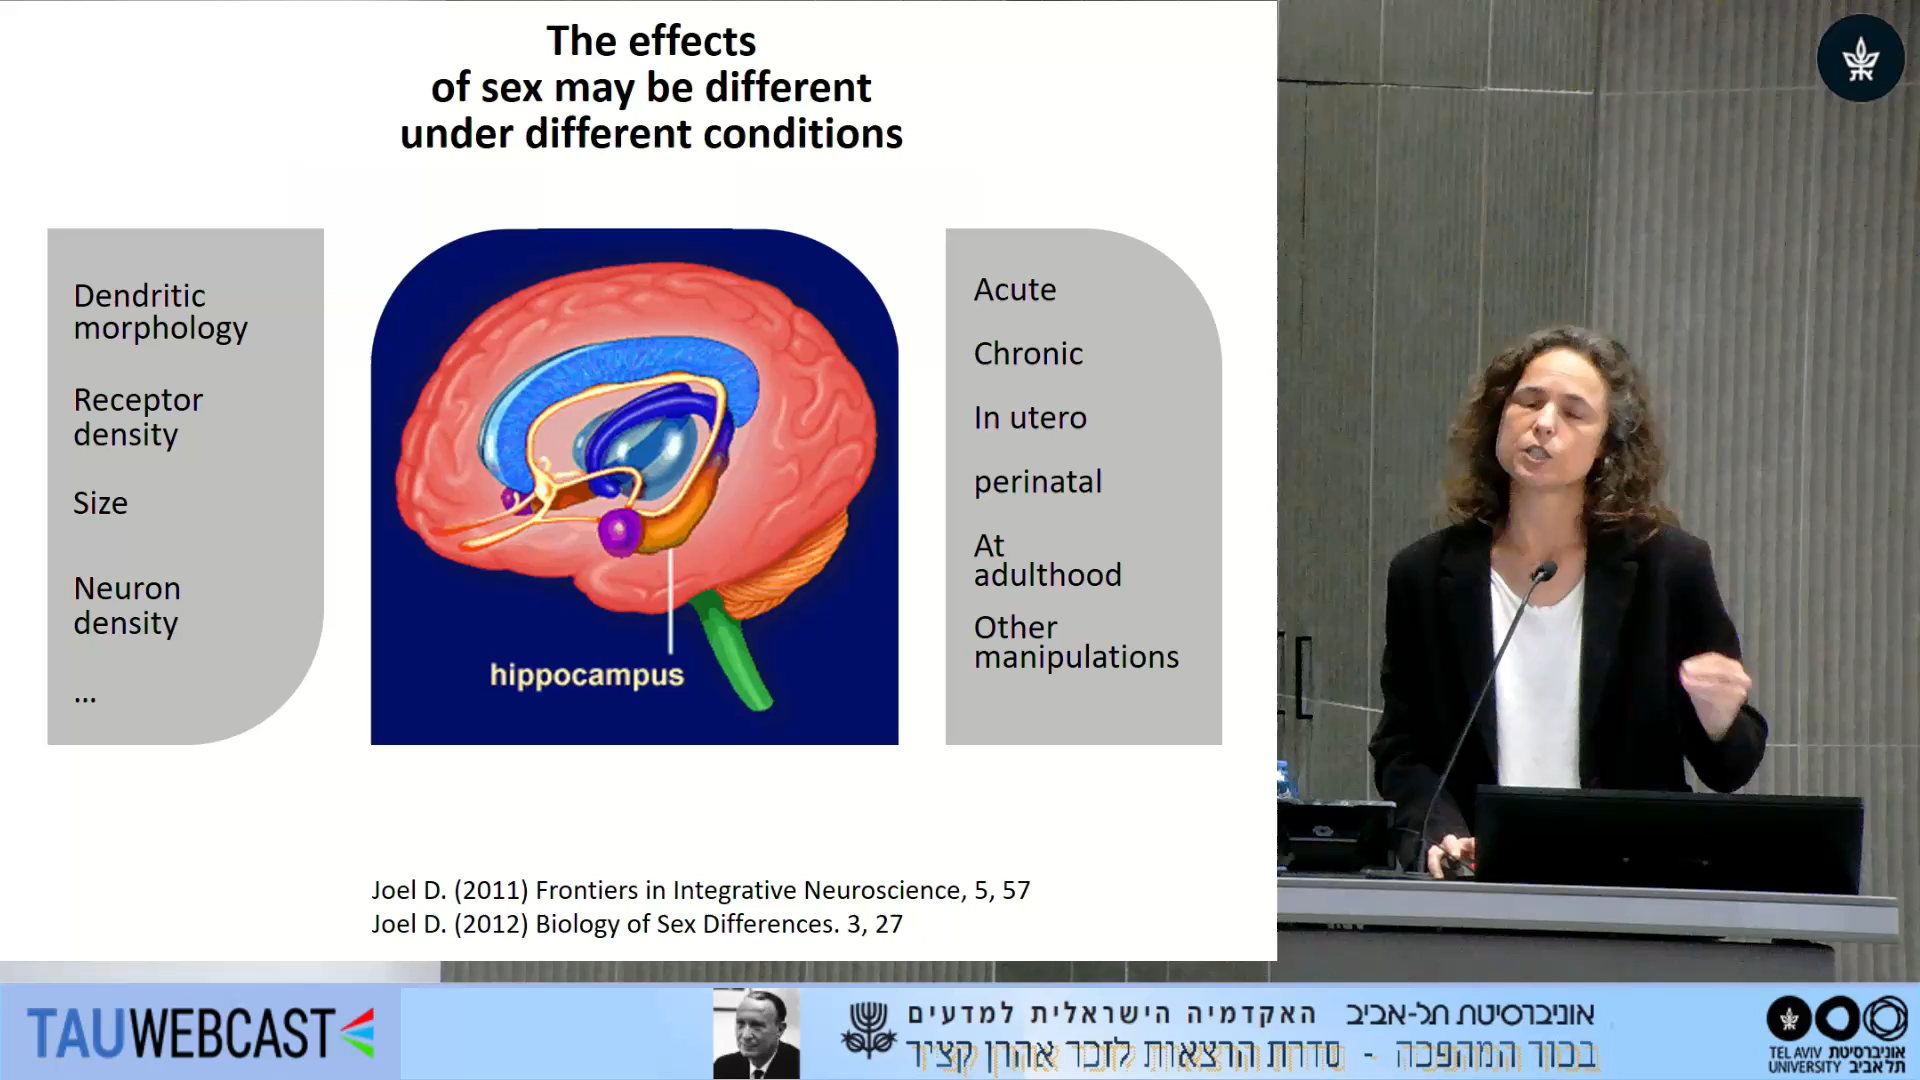 The effects
of sex may be different
under different conditions
Dendritic
morphology
Receptor
density
Size
Neuron
density
...
hippocampus
Acute
Chronic
In utero
perinatal
At
adulthood
Other
manipulations
Joel D. (2011) Frontiers in Integrative Neuroscience, 5, 57
Joel D. (2012) Biology of Sex Differences. 3, 27
TAUWEBCAST
אוניברסיטת תל-אביב האקדמיה הישראלית למדעים
בכור המהפכה - סדרת הרצאות לזכר אהרן קציר
TEL AVIV אוניברסיטת
UNIVERSITY תל אביב